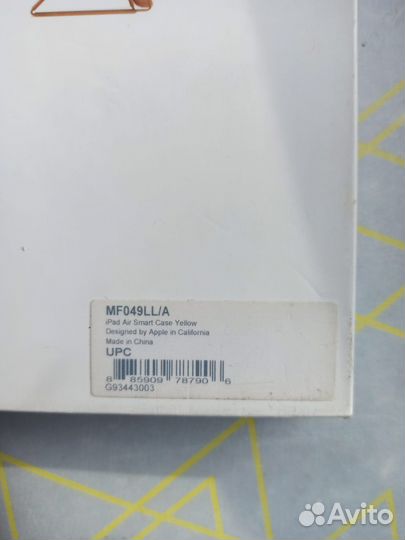 MF049LL/A
iPad Air Smart Case Yellow
Designed by Apple in California
Made in China
UPC
8 85909 78790 6
G93443003
Avito